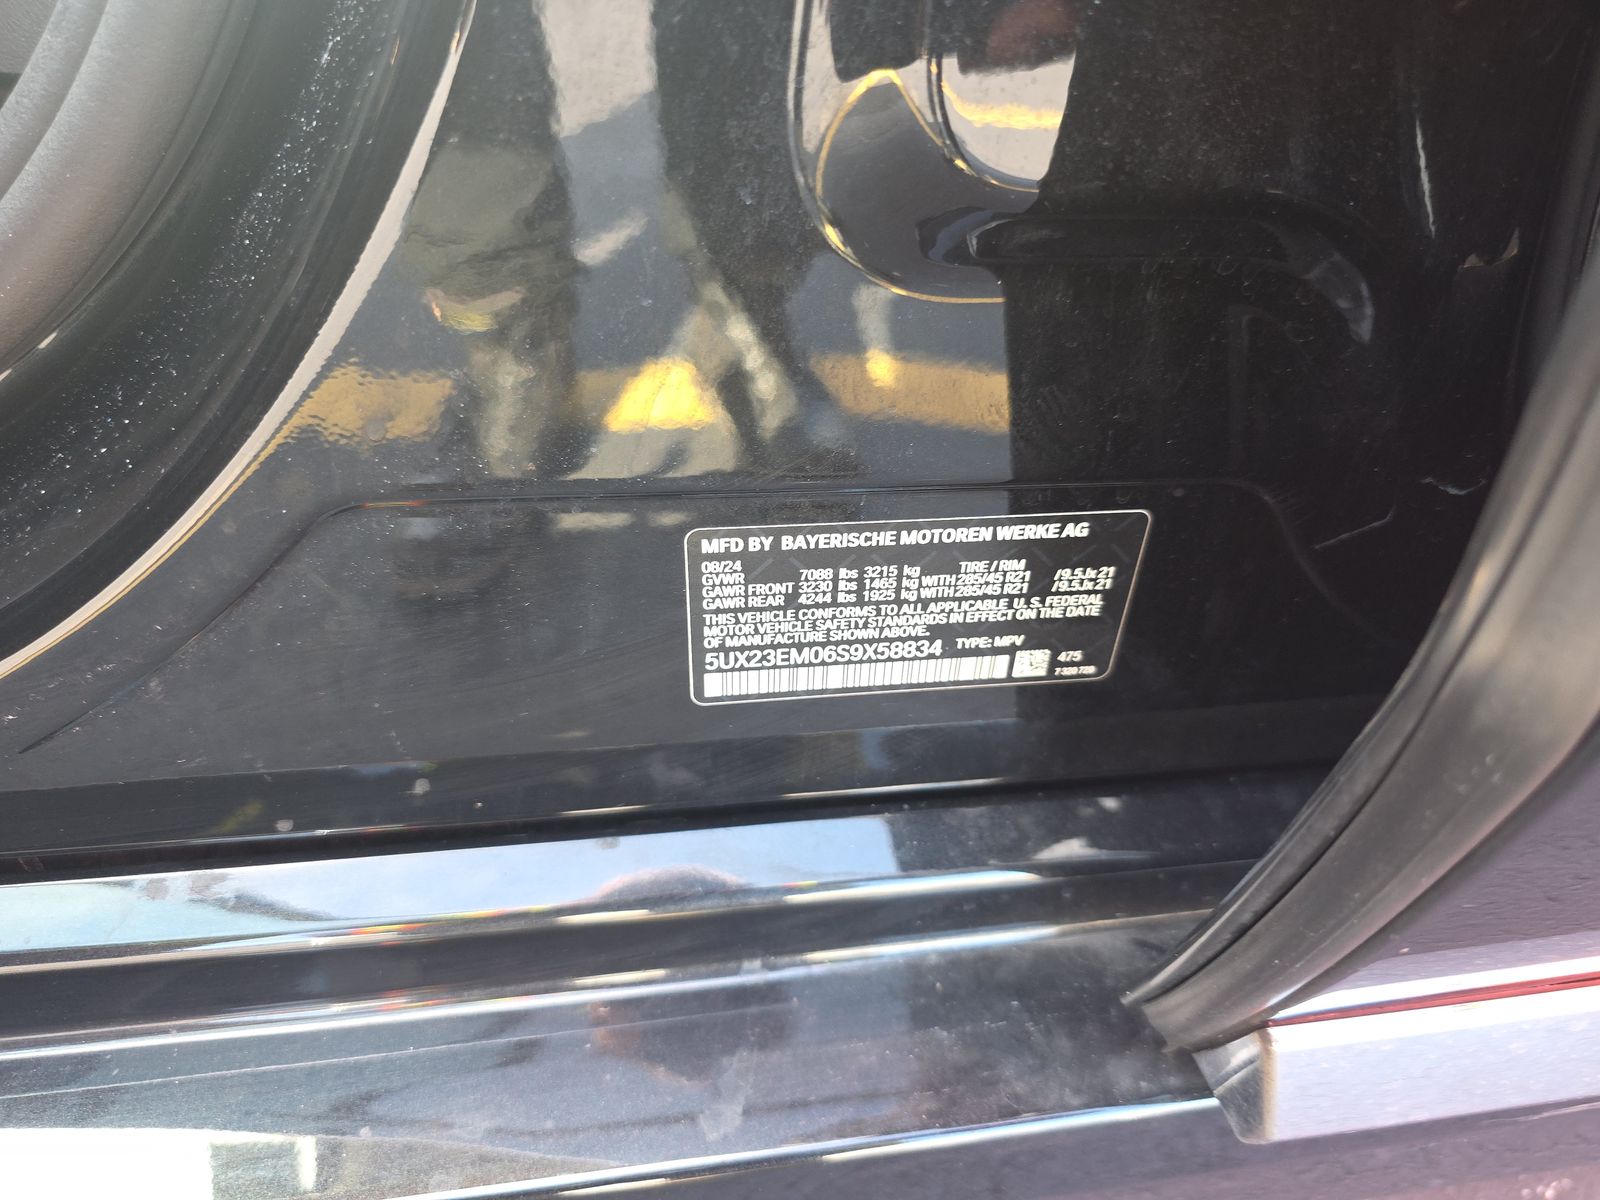 MFD BY BAYERISCHE MOTOREN WERKE AG
08/24 TIRE / RIM
GVWR 7088 lbs 3215 kg
GAWR FRONT 3230 lbs 1465 kg WITH 285/45 R21 /9.5Jx21
GAWR REAR 4244 lbs 1925 kg WITH 285/45 R21 /9.5Jx21
THIS VEHICLE CONFORMS TO ALL APPLICABLE U. S. FEDERAL
MOTOR VEHICLE SAFETY STANDARDS IN EFFECT ON THE DATE
OF MANUFACTURE SHOWN ABOVE.
5UX23EM06S9X58834 TYPE: MPV
475
7 320 729